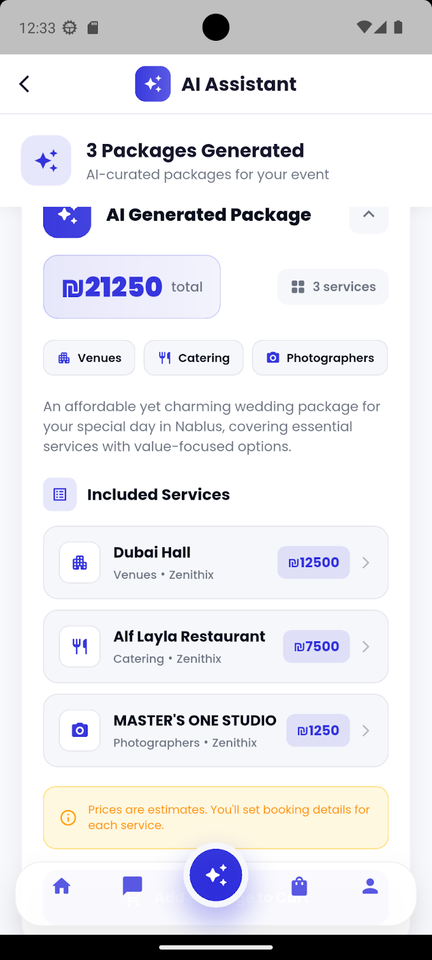 12:33
AI Assistant
3 Packages Generated
AI-curated packages for your event
AI Generated Package
₪21250 total
3 services
Venues
Catering
Photographers
An affordable yet charming wedding package for
your special day in Nablus, covering essential
services with value-focused options.
Included Services
Dubai Hall
Venues • Zenithix
₪12500
Alf Layla Restaurant
Catering • Zenithix
₪7500
MASTER'S ONE STUDIO
Photographers • Zenithix
₪1250
Prices are estimates. You'll set booking details for
each service.